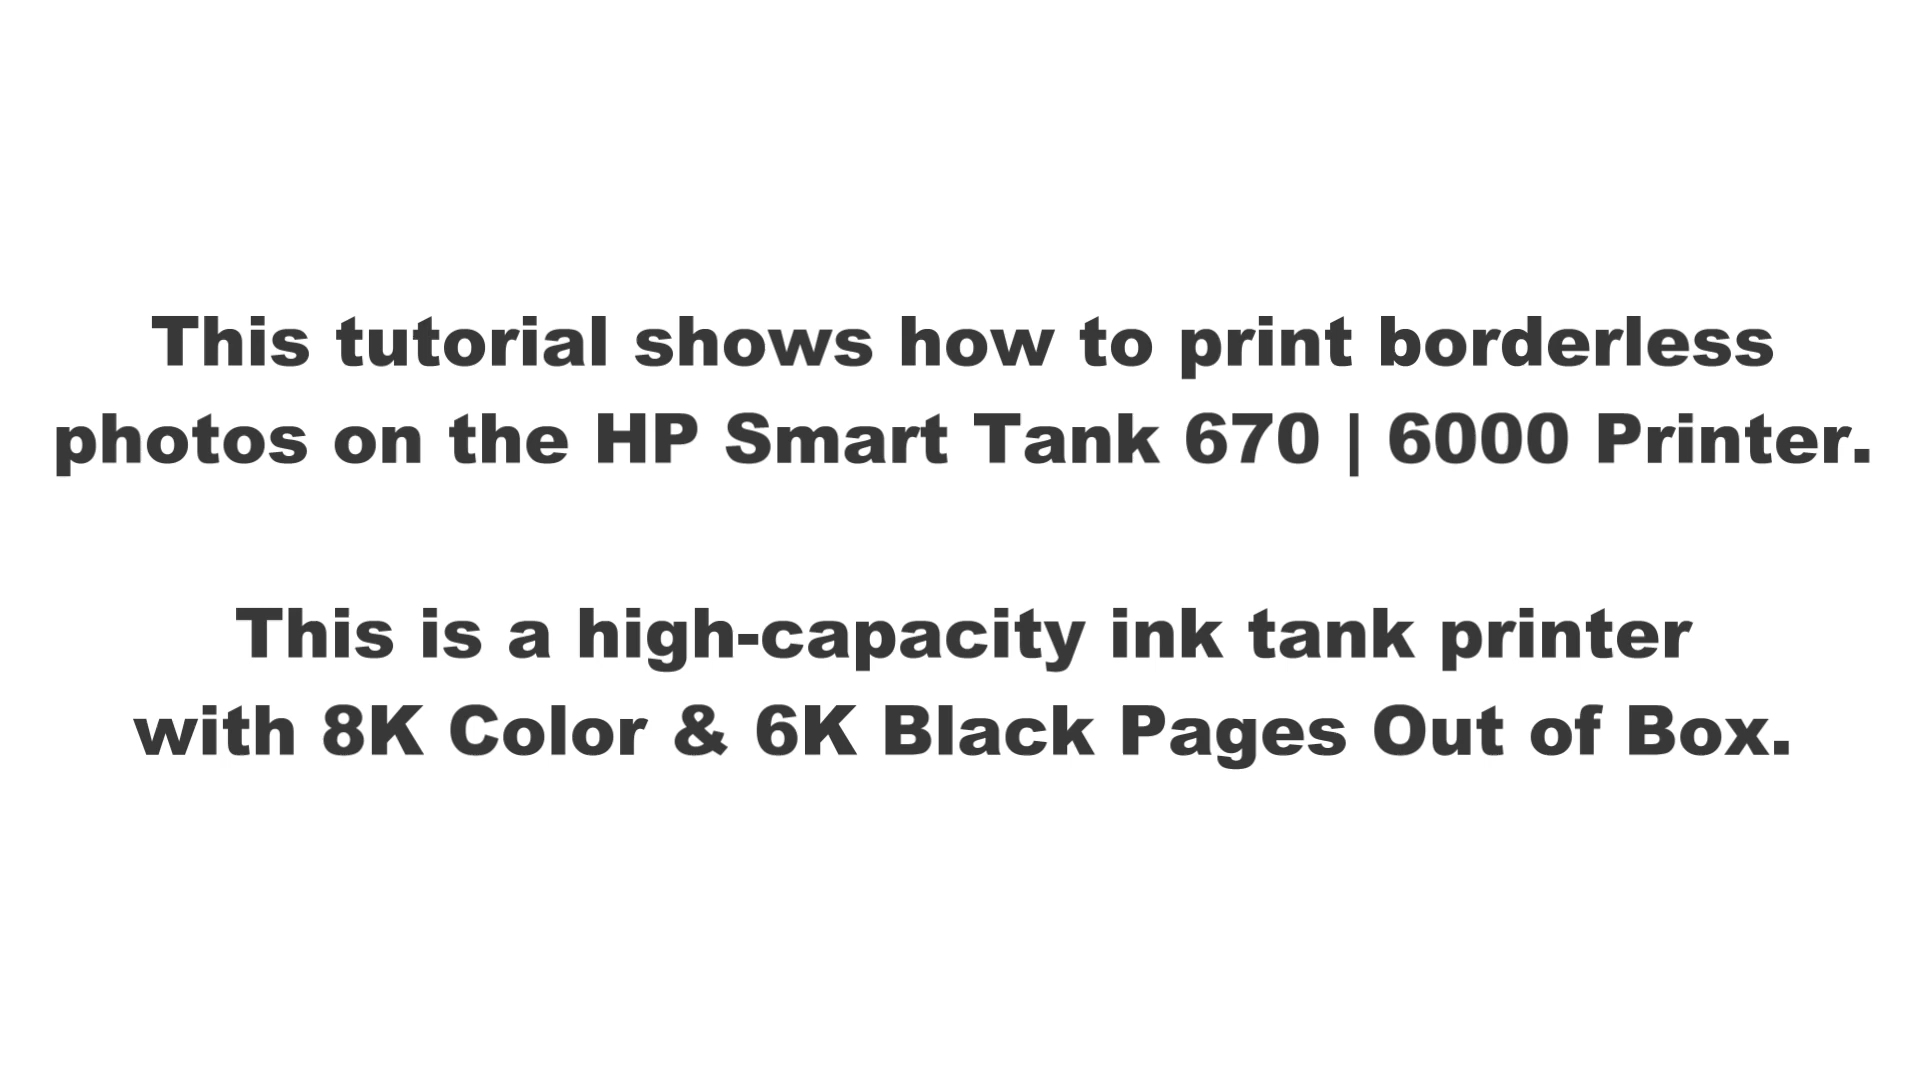 This tutorial shows how to print borderless
photos on the HP Smart Tank 670 | 6000 Printer.
This is a high-capacity ink tank printer
with 8K Color & 6K Black Pages Out of Box.